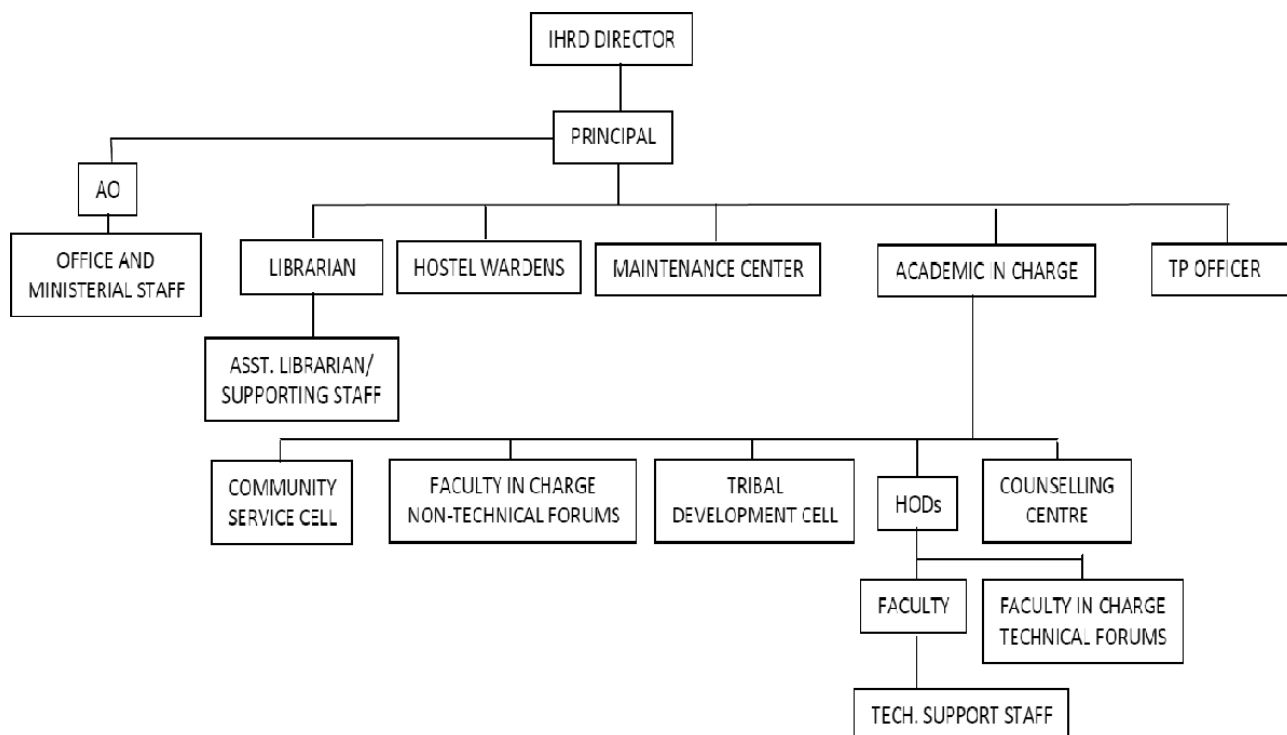 IHRD DIRECTOR
PRINCIPAL
AO
OFFICE AND
MINISTERIAL STAFF
LIBRARIAN
HOSTEL WARDENS
MAINTENANCE CENTER
ACADEMIC IN CHARGE
TP OFFICER
ASST. LIBRARIAN/
SUPPORTING STAFF
COMMUNITY
SERVICE CELL
FACULTY IN CHARGE
NON-TECHNICAL FORUMS
TRIBAL
DEVELOPMENT CELL
HODs
COUNSELLING
CENTRE
FACULTY
FACULTY IN CHARGE
TECHNICAL FORUMS
TECH. SUPPORT STAFF